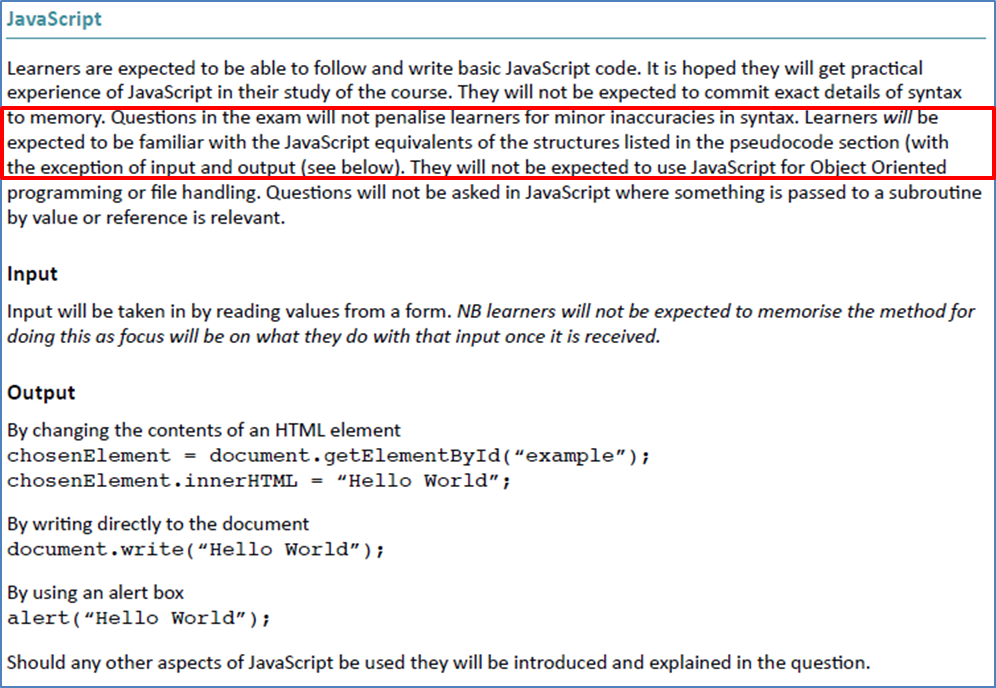 JavaScript
Learners are expected to be able to follow and write basic JavaScript code. It is hoped they will get practical
experience of JavaScript in their study of the course. They will not be expected to commit exact details of syntax
to memory. Questions in the exam will not penalise learners for minor inaccuracies in syntax. Learners will be
expected to be familiar with the JavaScript equivalents of the structures listed in the pseudocode section (with
the exception of input and output (see below). They will not be expected to use JavaScript for Object Oriented
programming or file handling. Questions will not be asked in JavaScript where something is passed to a subroutine
by value or reference is relevant.
Input
Input will be taken in by reading values from a form. NB learners will not be expected to memorise the method for
doing this as focus will be on what they do with that input once it is received.
Output
By changing the contents of an HTML element
chosenElement = document.getElementById(“example”);
chosenElement.innerHTML = “Hello World”;
By writing directly to the document
document.write(“Hello World”);
By using an alert box
alert(“Hello World”);
Should any other aspects of JavaScript be used they will be introduced and explained in the question.